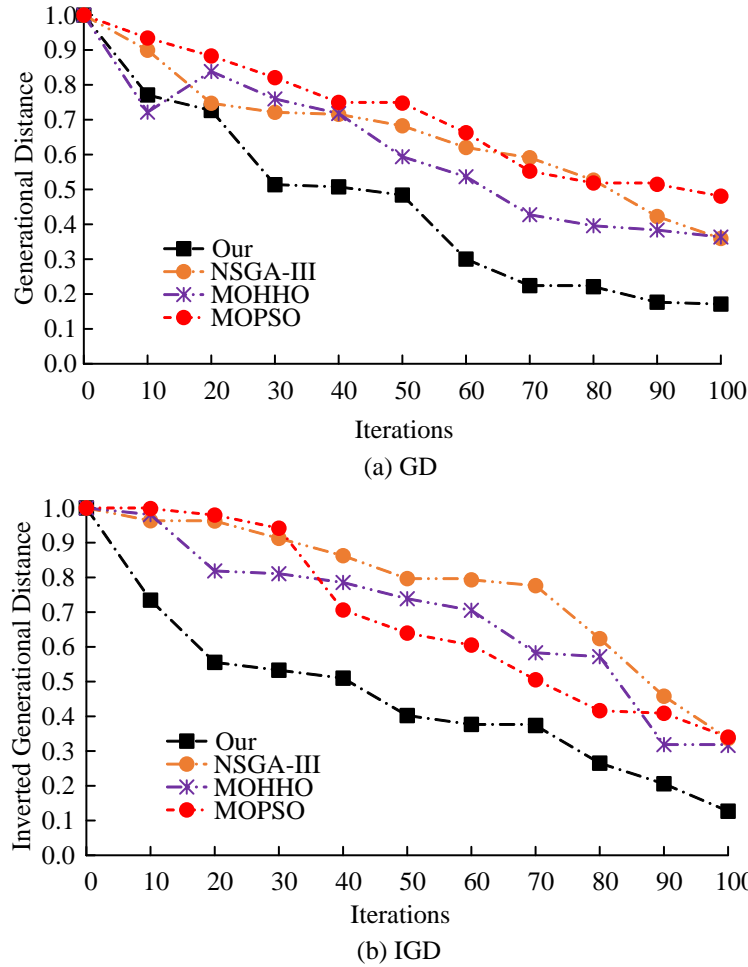 1.0
0.9
0.8
0.7
0.6
0.5
0.4
0.3
0.2
0.1
0.0
Generational Distance
Our
NSGA-III
MOHHO
MOPSO
0 10 20 30 40 50 60 70 80 90 100
Iterations
(a) GD
1.0
0.9
0.8
0.7
0.6
0.5
0.4
0.3
0.2
0.1
0.0
Inverted Generational Distance
Our
NSGA-III
MOHHO
MOPSO
0 10 20 30 40 50 60 70 80 90 100
Iterations
(b) IGD